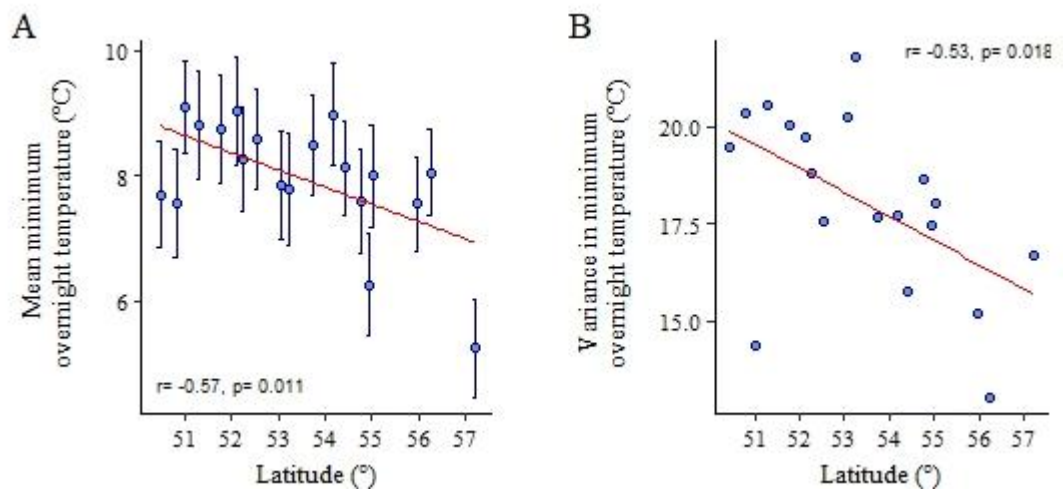 A
Mean mimimum
overnight temperature (°C)
10
8
6
r= -0.57, p= 0.011
51 52 53 54 55 56 57
Latitude (°)
B
Variance in mimimum
overnight temperature (°C)
20.0
17.5
15.0
r= -0.53, p= 0.018
51 52 53 54 55 56 57
Latitude (°)